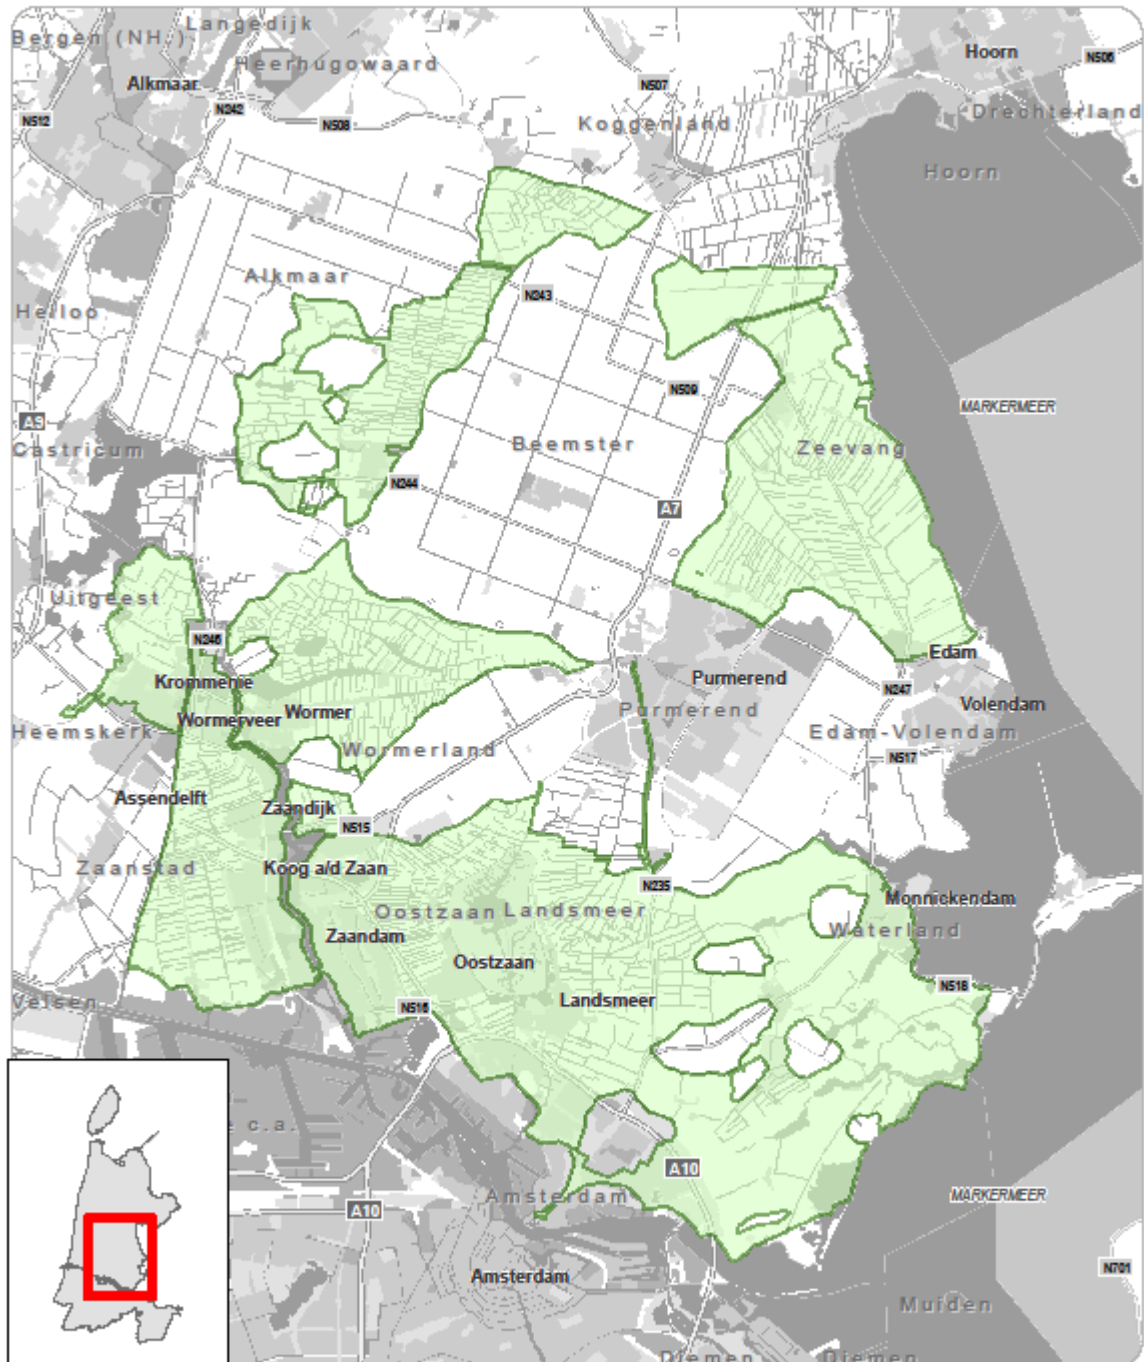 Langedijk
Bergen (NH.)
Hoorn
N506
Heerhugowaard
Alkmaar
N507
N242
N512
N508
Koggenland
Drechterland
Hoorn
Alkmaar
N243
Heiloo
N509
MARKERMEER
A9
Castricum
Beemster
Zeevang
N244
A7
Uitgeest
N246
Edam
Krommenie
Purmerend
N247
Wormerveer
Wormer
Purmerend
Volendam
Heemskerk
Wormerland
Edam-Volendam
N517
Assendelft
Zaandijk
N515
Zaanstad
Koog a/d Zaan
N235
Monnickendam
Oostzaan
Landsmeer
Waterland
Zaandam
Oostzaan
N518
Velsen
N516
Landsmeer
e c.a.
A10
Amsterdam
MARKERMEER
A10
Amsterdam
N701
Muiden
Diemen
Diemen